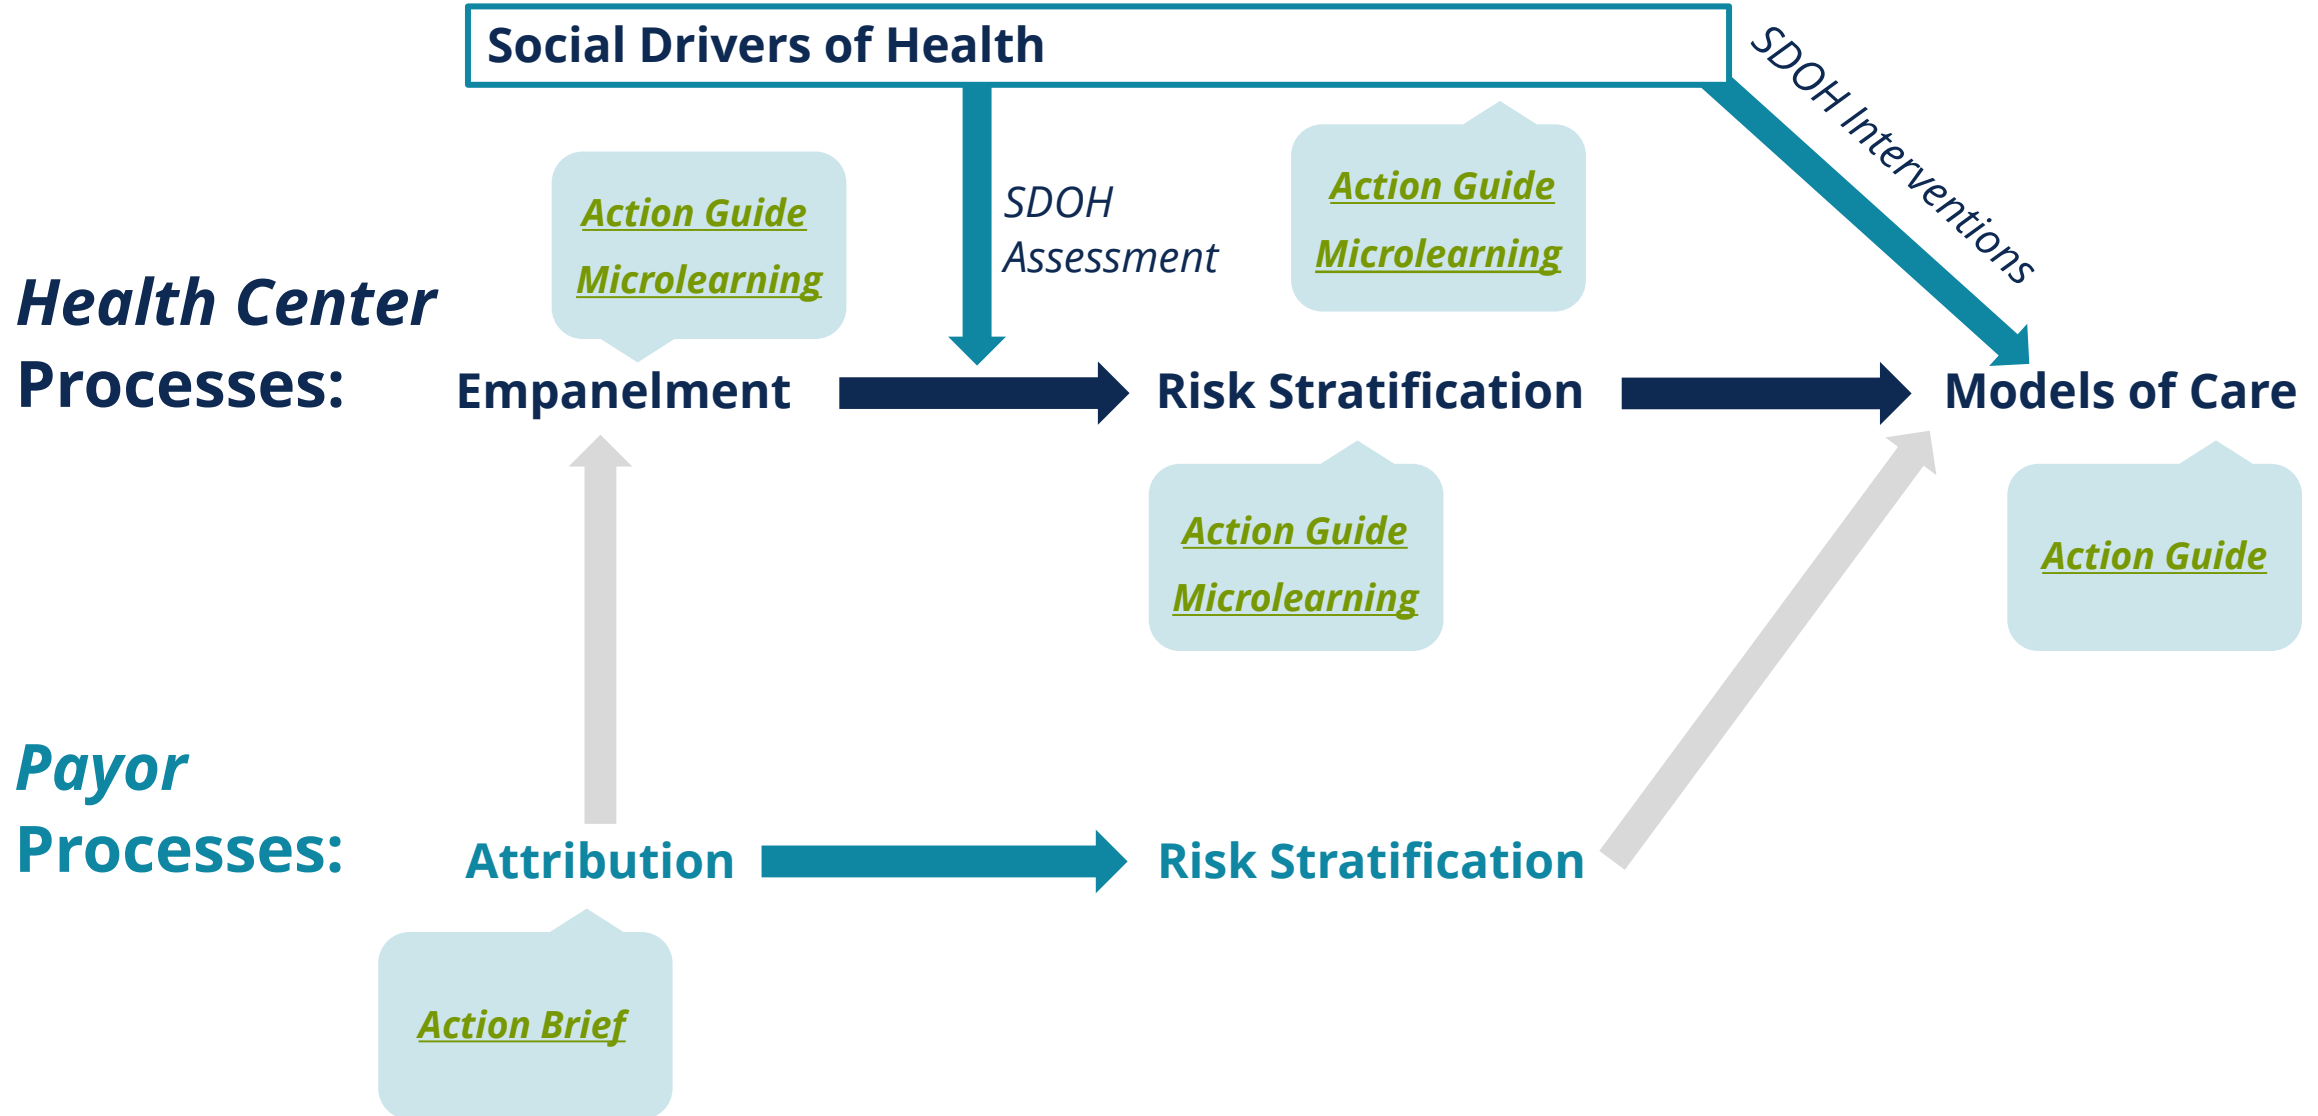 Social Drivers of Health
SDOH Interventions
Action Guide
Microlearning
SDOH
Assessment
Action Guide
Microlearning
Health Center
Processes:
Empanelment
Risk Stratification
Models of Care
Action Guide
Microlearning
Action Guide
Payor
Processes:
Attribution
Risk Stratification
Action Brief